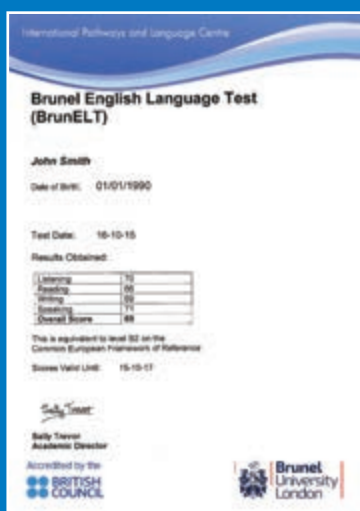 International Pathways and Language Centre
Brunel English Language Test
(BrunELT)
John Smith
Date of Birth: 01/01/1990
Test Date: 16-10-15
Results Obtained:
Listening 70
Reading 66
Writing 69
Speaking 71
Overall Score 69
This is equivalent to level B2 on the
Common European Framework of Reference
Scores Valid Until: 15-10-17
Sally Trevor
Sally Trevor
Academic Director
Accredited by the
BRITISH
COUNCIL
Brunel
University
London